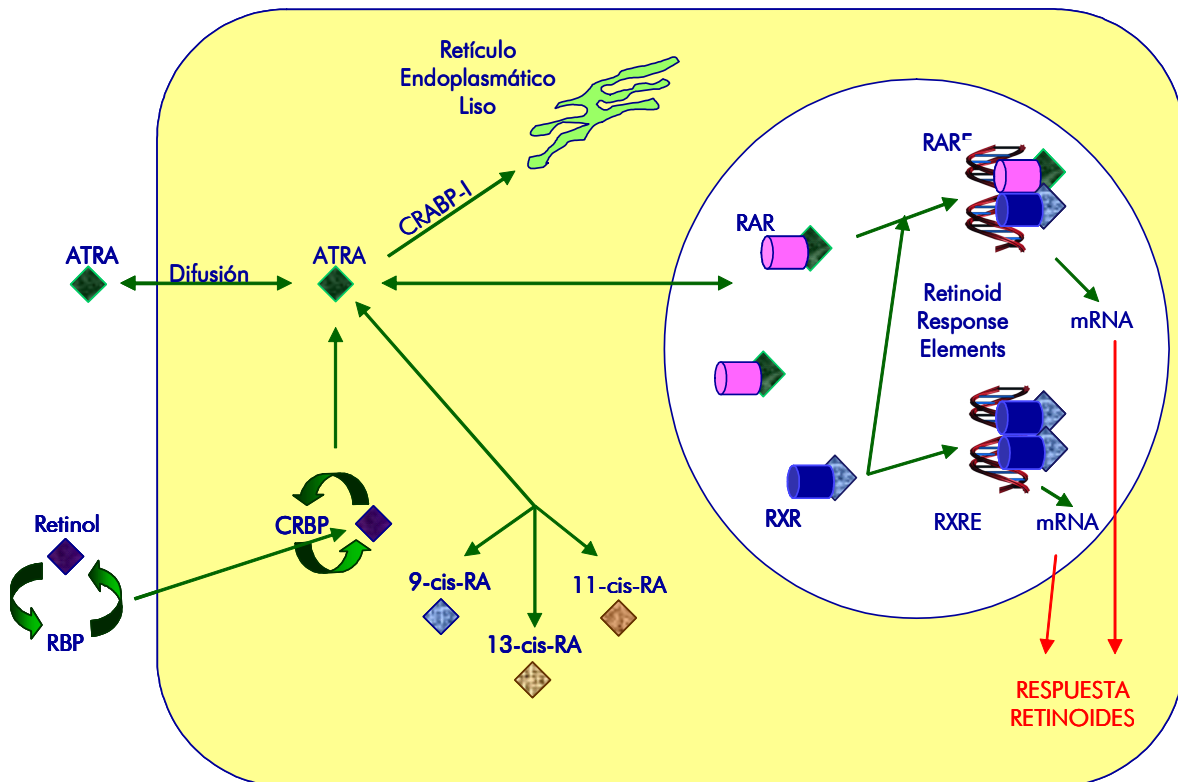 Retículo
Endoplasmático
Liso
CRABP-I
ATRA
Difusión
ATRA
RAR
RARE
Retinoid
Response
Elements
mRNA
RXR
RXRE
mRNA
Retinol
RBP
CRBP
9-cis-RA
11-cis-RA
13-cis-RA
RESPUESTA
RETINOIDES